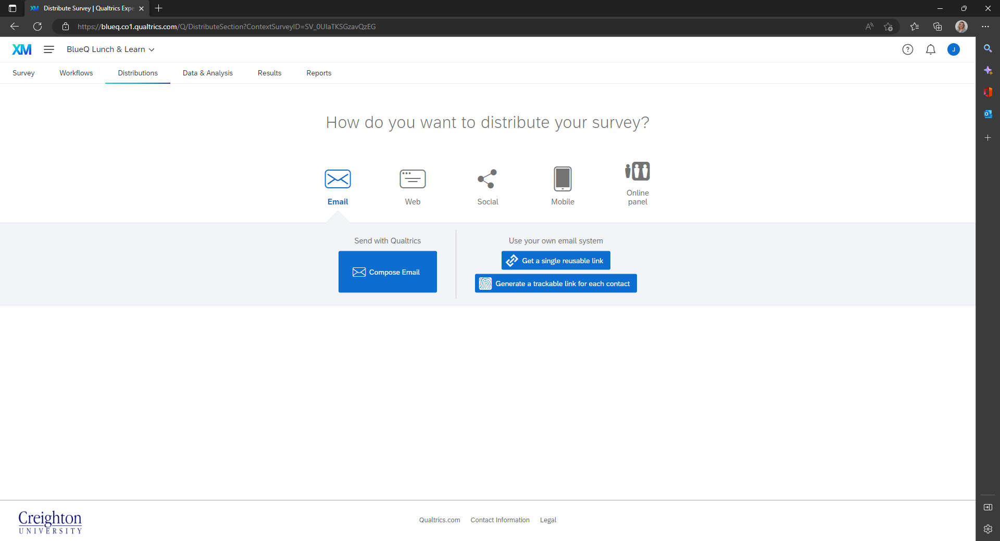 XM Distribute Survey | Qualtrics Expe
https://blueq.co1.qualtrics.com/Q/DistributeSection?ContextSurveyID=SV_0UIaTKSGzavQzEG
XM BlueQ Lunch & Learn J
Survey Workflows Distributions Data & Analysis Results Reports
How do you want to distribute your survey?
Email Web Social Mobile Online panel
Send with Qualtrics
Compose Email
Use your own email system
Get a single reusable link
Generate a trackable link for each contact
Creighton
UNIVERSITY
Qualtrics.com Contact Information Legal